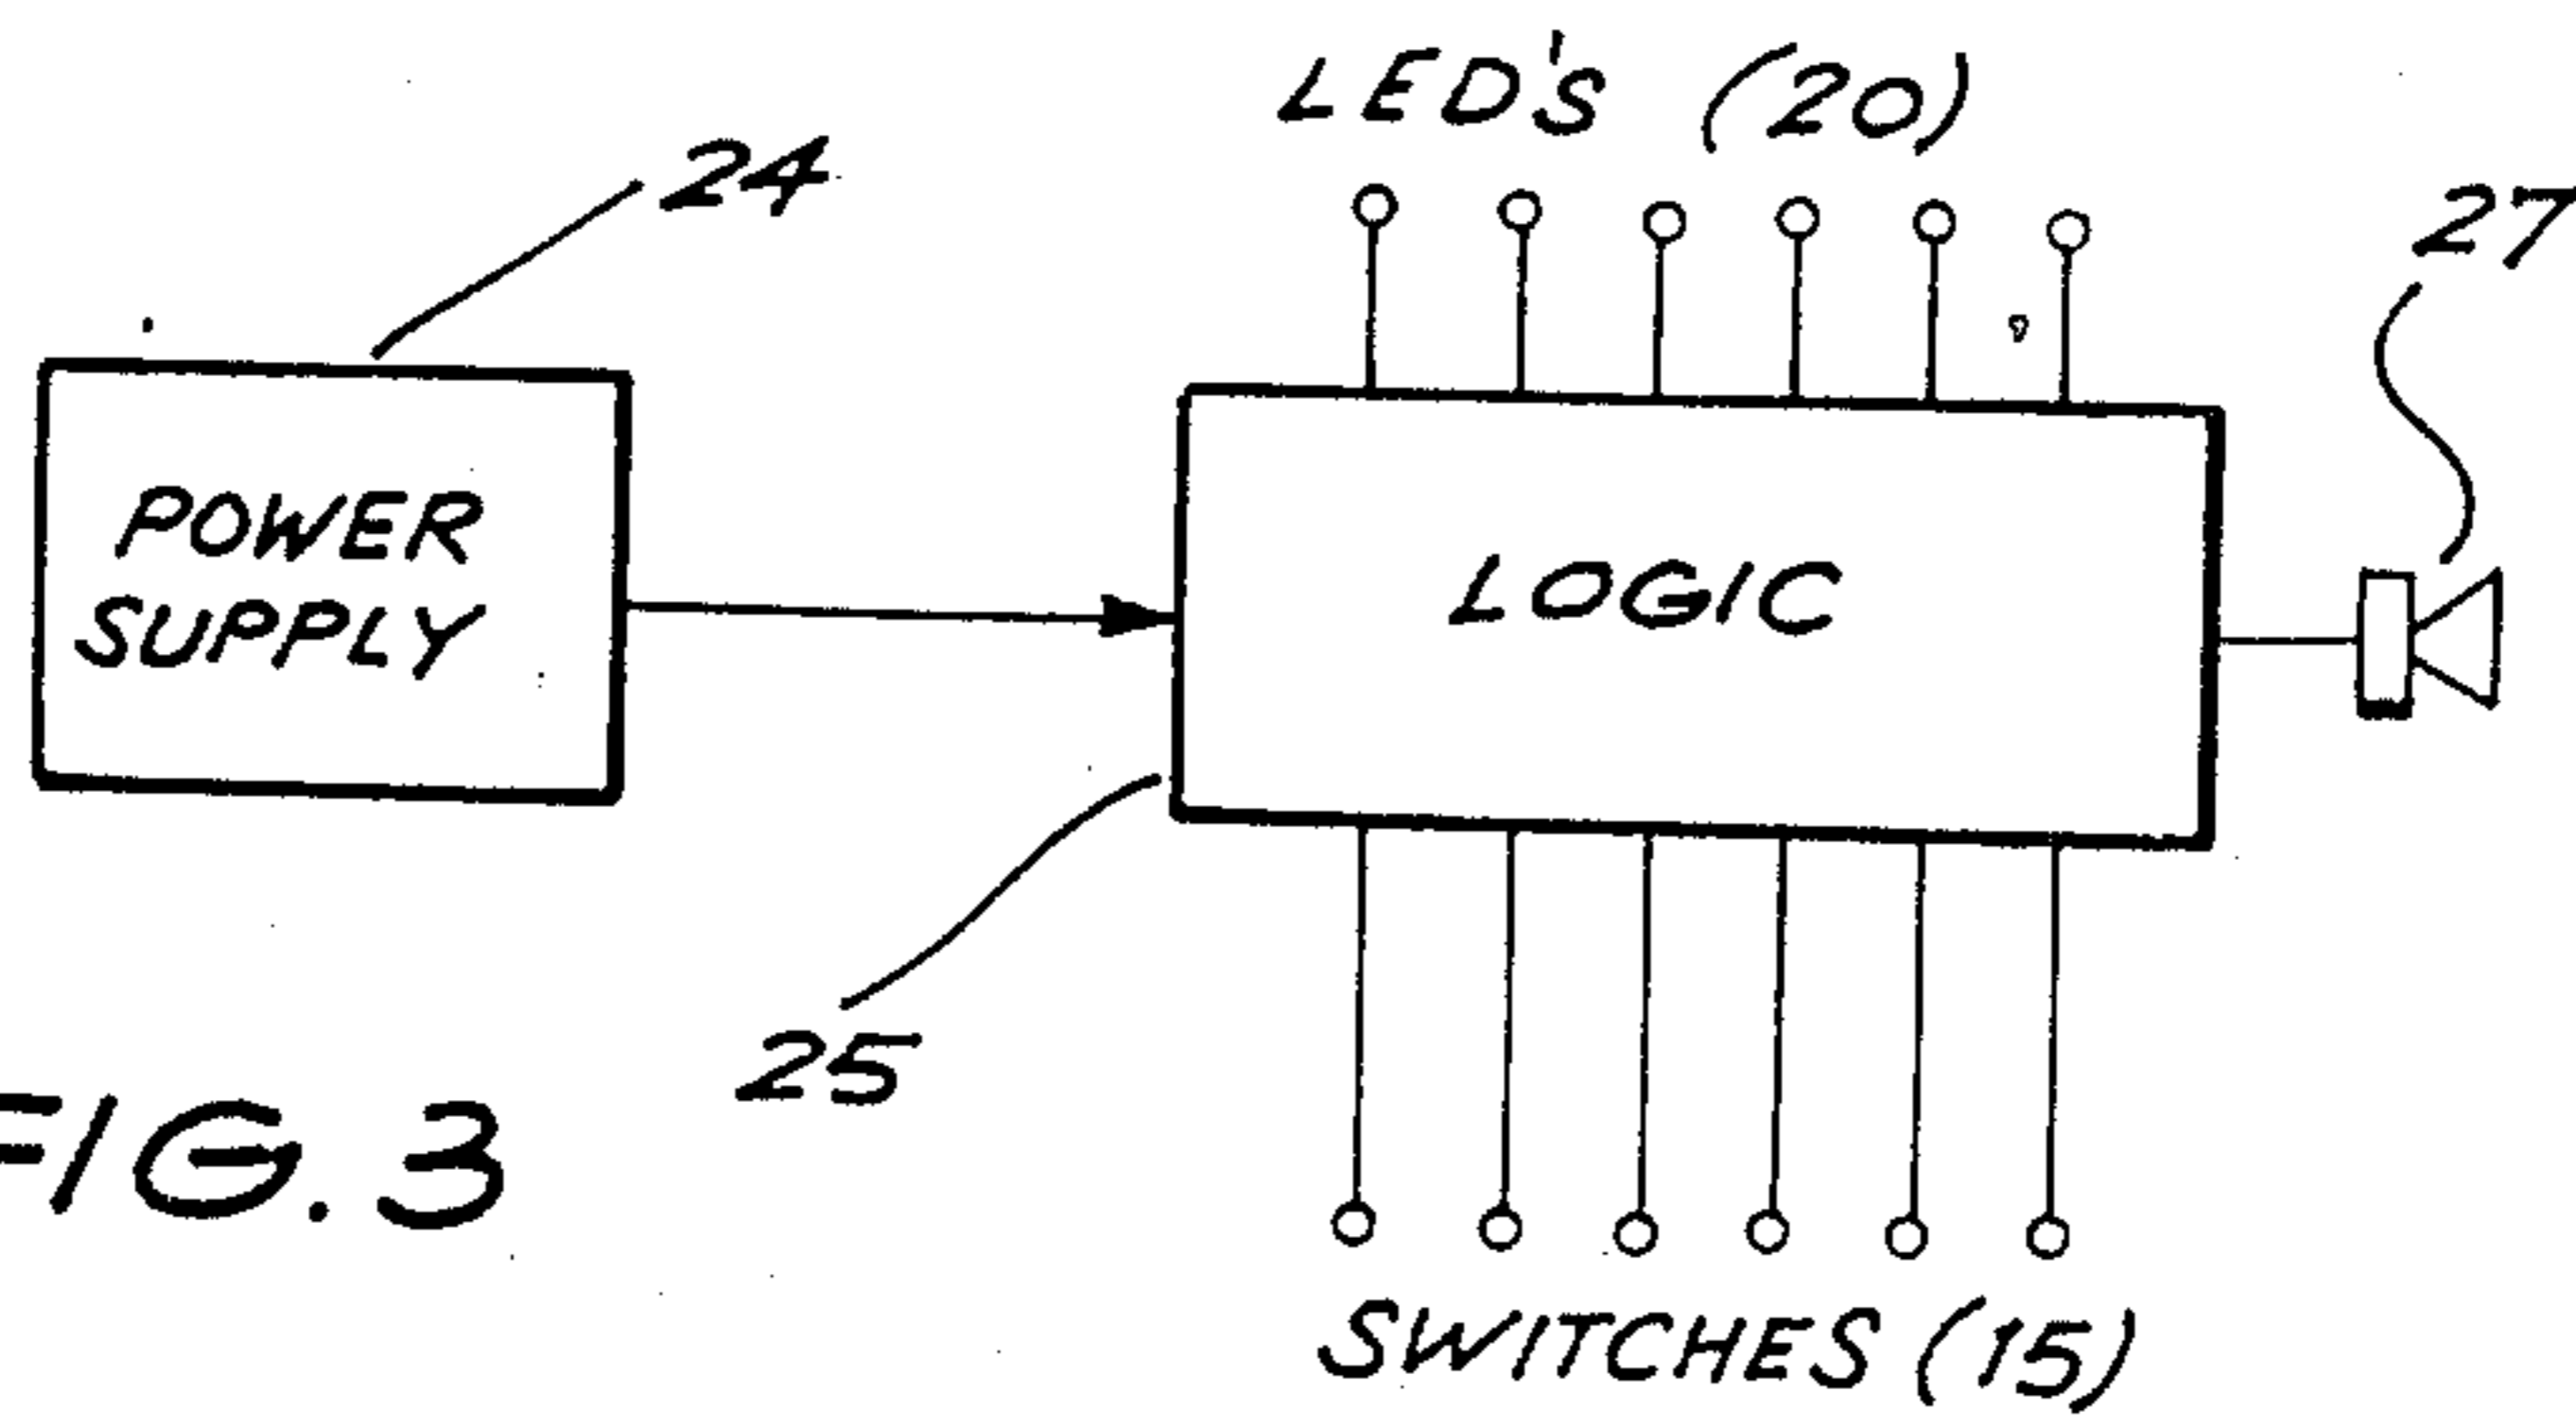 LED'S (20)
24
27
POWER
SUPPLY
LOGIC
25
FIG. 3
SWITCHES (15)